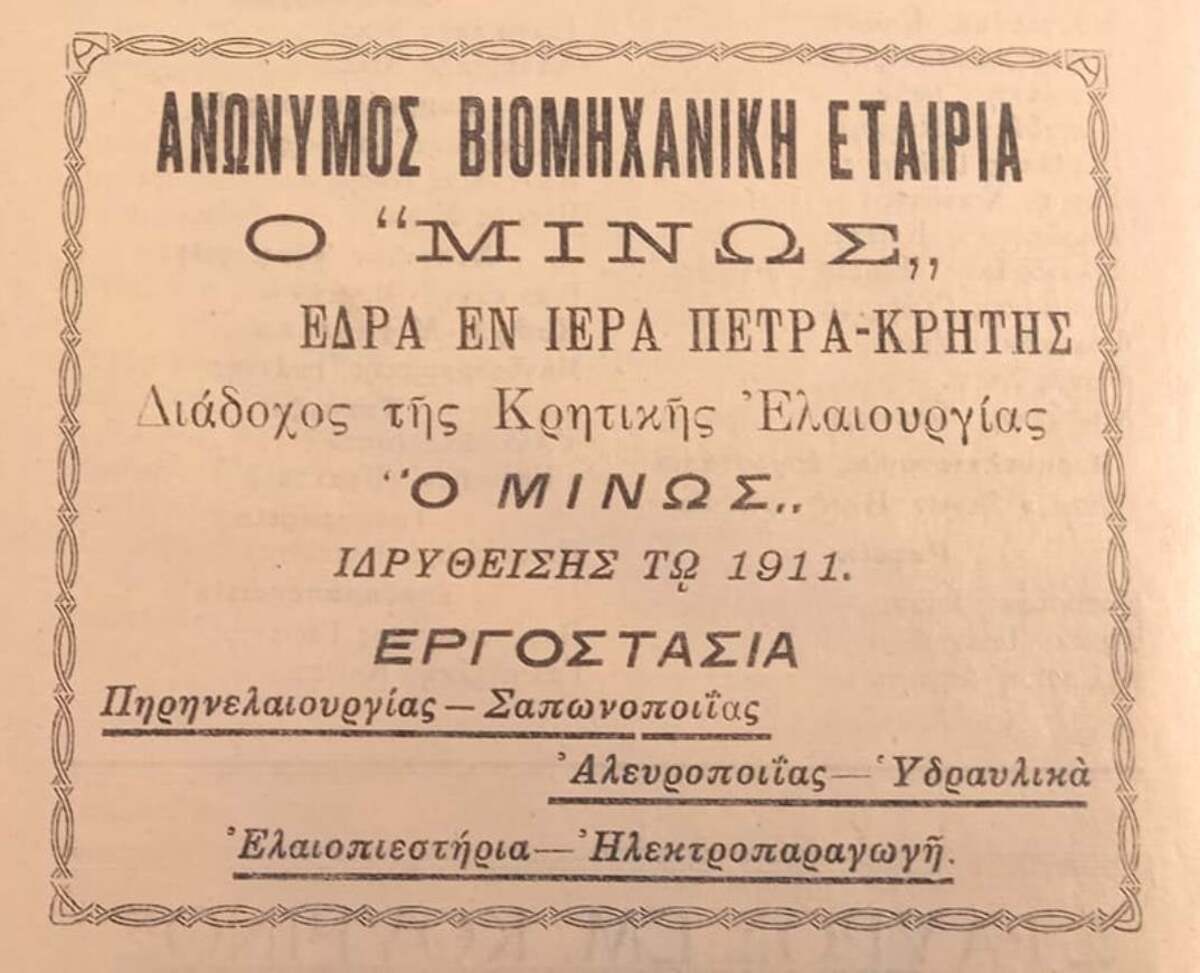 ΑΝΩΝΥΜΟΣ ΒΙΟΜΗΧΑΝΙΚΗ ΕΤΑΙΡΙΑ
Ο “ΜΙΝΩΣ„
ΕΔΡΑ ΕΝ ΙΕΡΑ ΠΕΤΡΑ-ΚΡΗΤΗΣ
Διάδοχος τῆς Κρητικῆς Ἐλαιουργίας
“Ο ΜΙΝΩΣ„
ΙΔΡΥΘΕΙΣΗΣ Τῼ 1911.
ΕΡΓΟΣΤΑΣΙΑ
Πηρηνελαιουργίας – Σαπωνοποιΐας
Ἀλευροποιΐας — Ὑδραυλικὰ
Ἐλαιοπιεστήρια — Ἠλεκτροπαραγωγῆ.